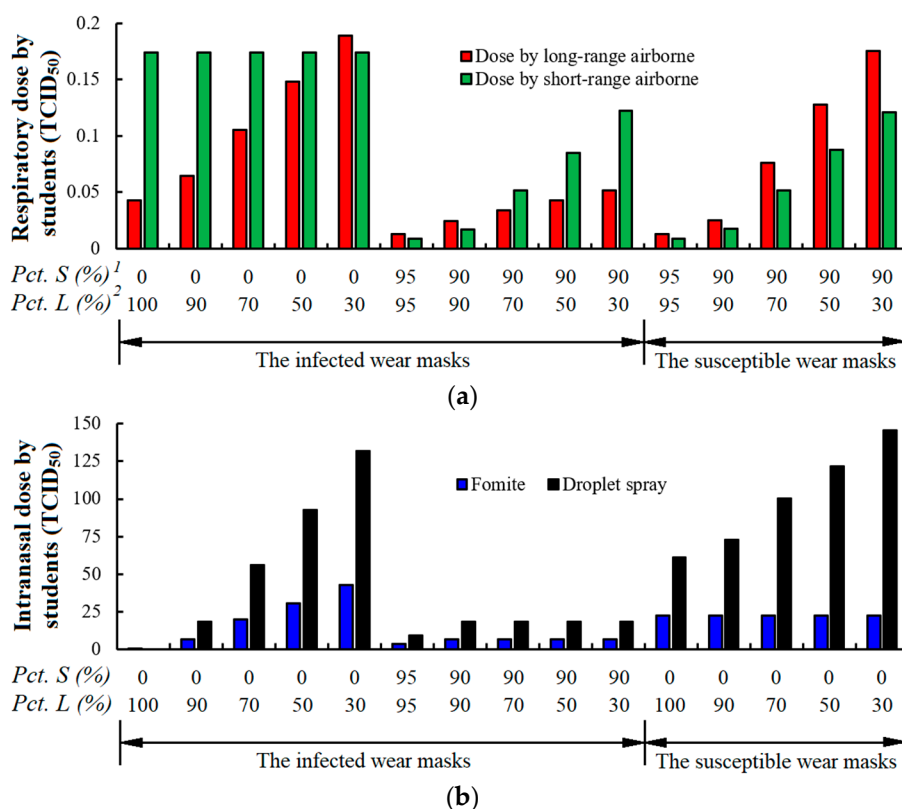 Respiratory dose by
students (TCID50)
0.2
0.15
0.1
0.05
0
Dose by long-range airborne
Dose by short-range airborne
Pct. S (%)1 0 0 0 0 0 95 90 90 90 90 95 90 90 90 90
Pct. L (%)2 100 90 70 50 30 95 90 70 50 30 95 90 70 50 30
The infected wear masks The susceptible wear masks
(a)
Intranasal dose by
students (TCID50)
150
125
100
75
50
25
0
Fomite Droplet spray
Pct. S (%) 0 0 0 0 0 95 90 90 90 90 0 0 0 0 0
Pct. L (%) 100 90 70 50 30 95 90 70 50 30 100 90 70 50 30
The infected wear masks The susceptible wear masks
(b)